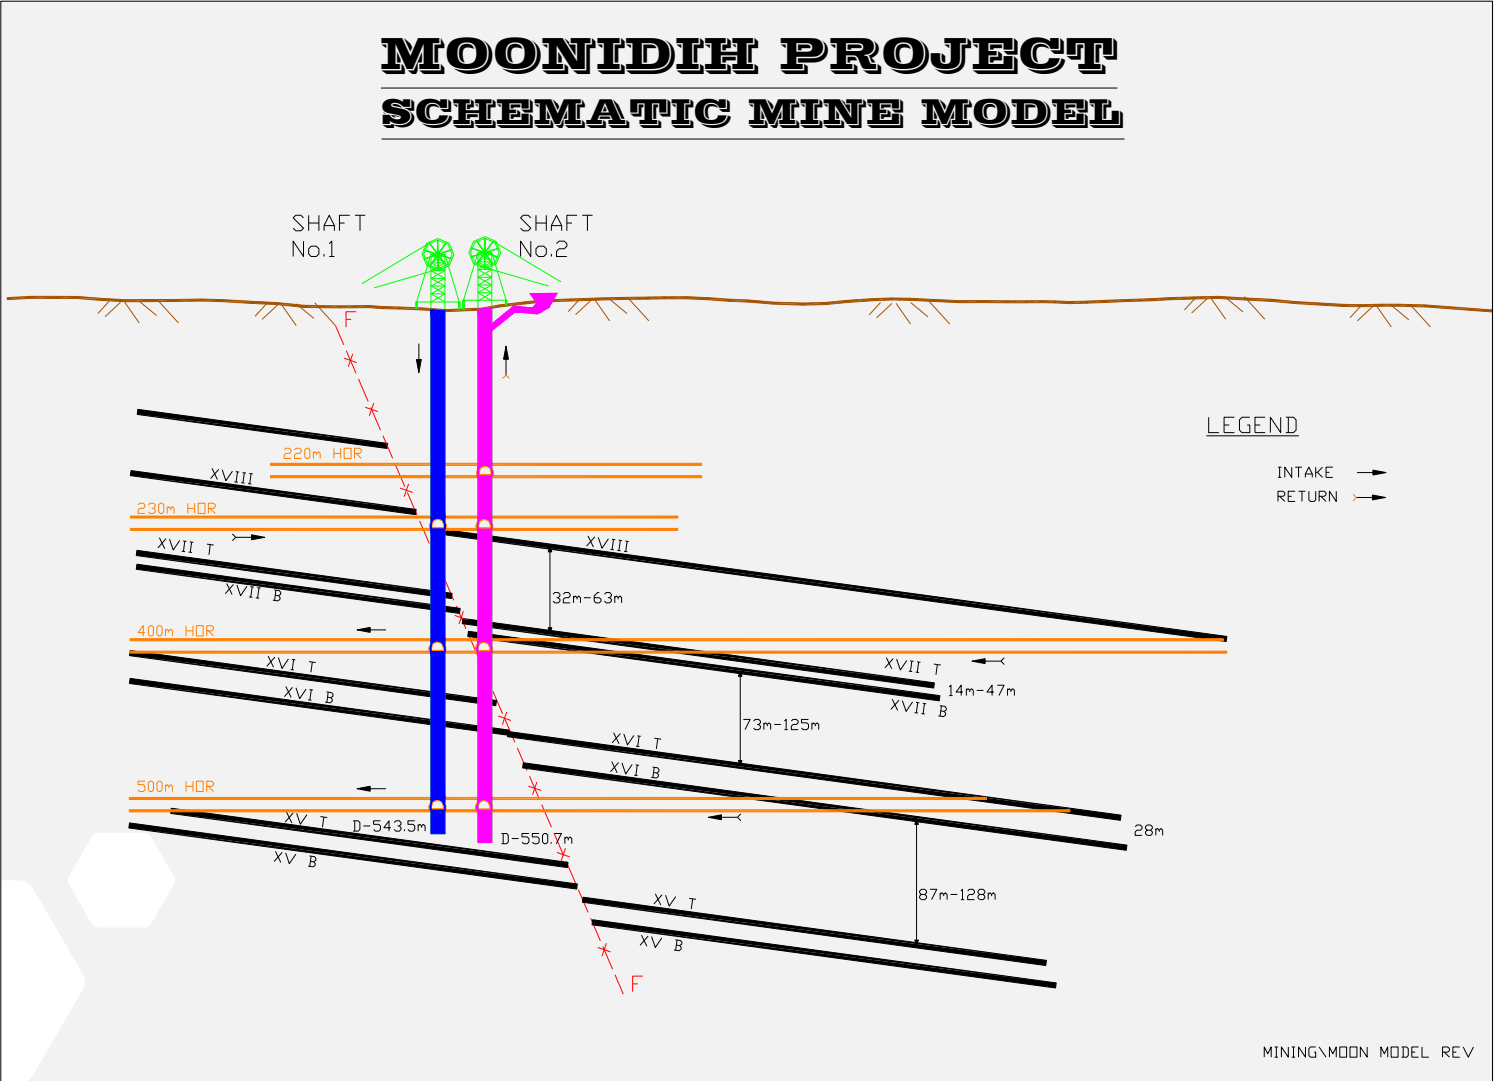 MOONIDIH PROJECT
SCHEMATIC MINE MODEL
SHAFT
No.1
SHAFT
No.2
F
LEGEND
INTAKE
RETURN
220m HOR
XVIII
230m HOR
XVII T
XVIII
XVII B
32m-63m
400m HOR
XVI T
XVII T
14m-47m
XVI B
XVII B
73m-125m
XVI T
XVI B
500m HOR
XV T
D-543.5m
28m
D-550.7m
XV B
87m-128m
XV T
XV B
F
MINING\MOON MODEL REV